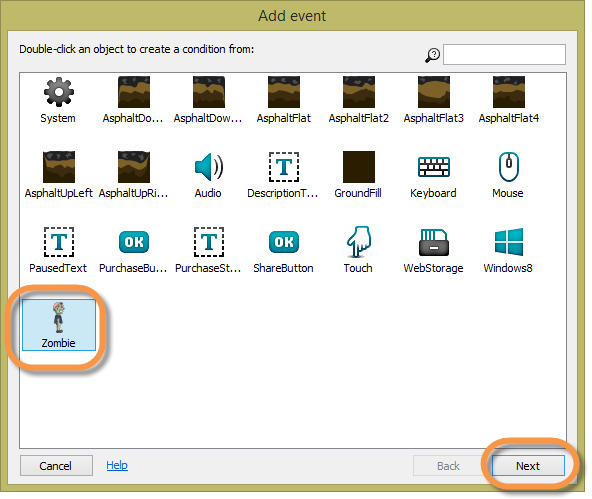 Add event
Double-click an object to create a condition from:
System AsphaltDo... AsphaltDow... AsphaltFlat AsphaltFlat2 AsphaltFlat3 AsphaltFlat4
AsphaltUpLeft AsphaltUpRi... Audio DescriptionT... GroundFill Keyboard Mouse
PausedText PurchaseBu... PurchaseSt... ShareButton Touch WebStorage Windows8
Zombie
Cancel Help Back Next